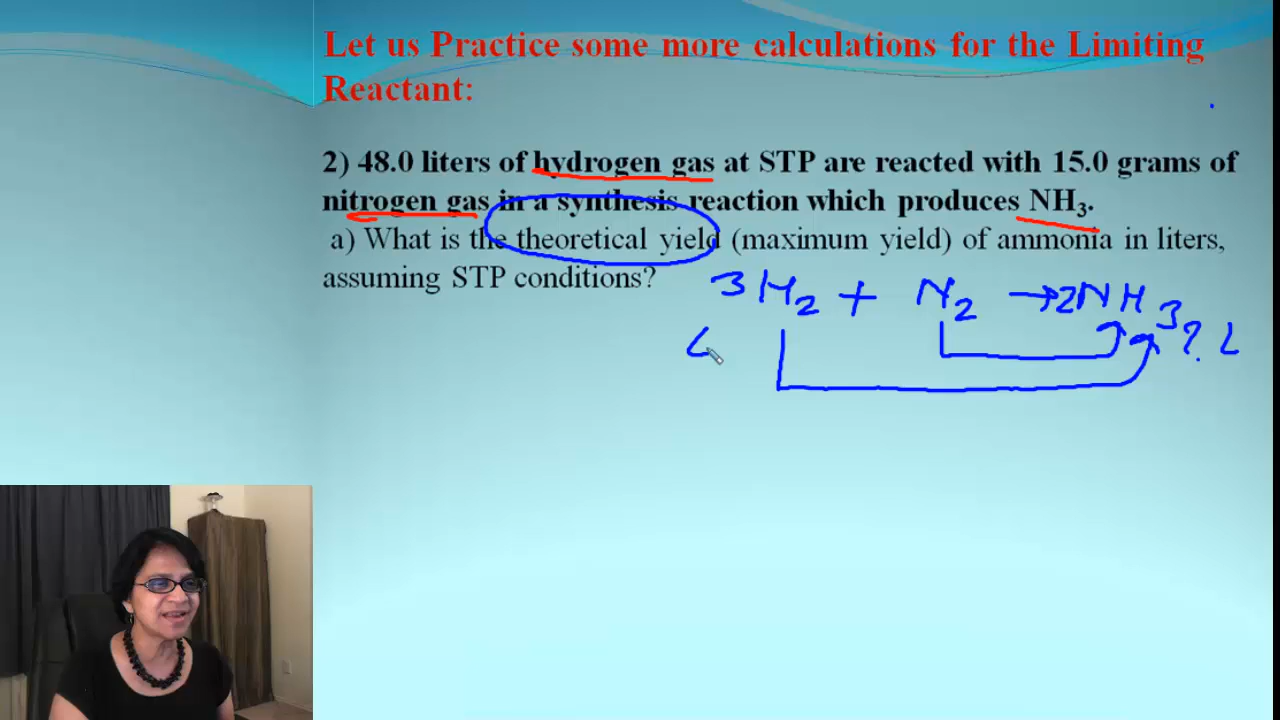 Let us Practice some more calculations for the Limiting
Reactant:
2) 48.0 liters of hydrogen gas at STP are reacted with 15.0 grams of
nitrogen gas in a synthesis reaction which produces NH₃.
a) What is the theoretical yield (maximum yield) of ammonia in liters,
assuming STP conditions?
3H₂ + N₂ → 2NH₃
? L